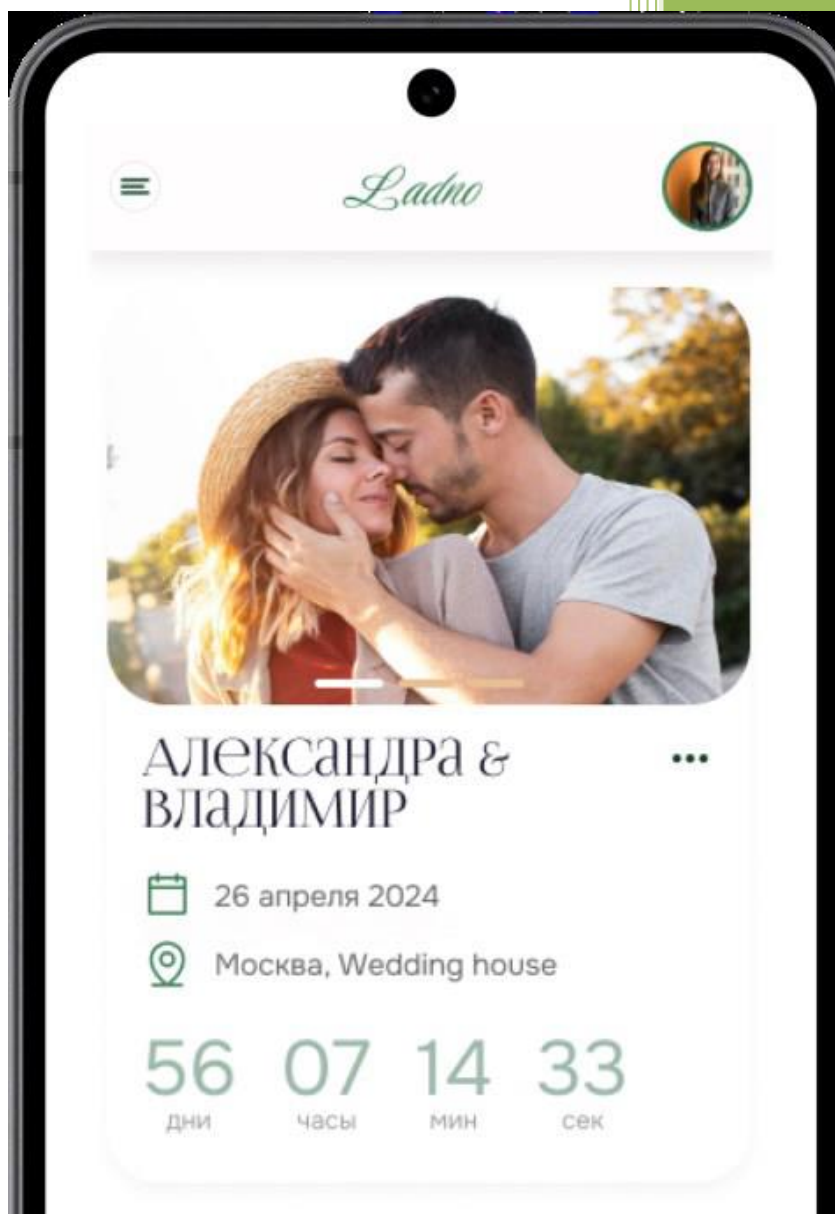 Ladno
Александра &
Владимир
26 апреля 2024
Москва, Wedding house
56 07 14 33
дни часы мин сек